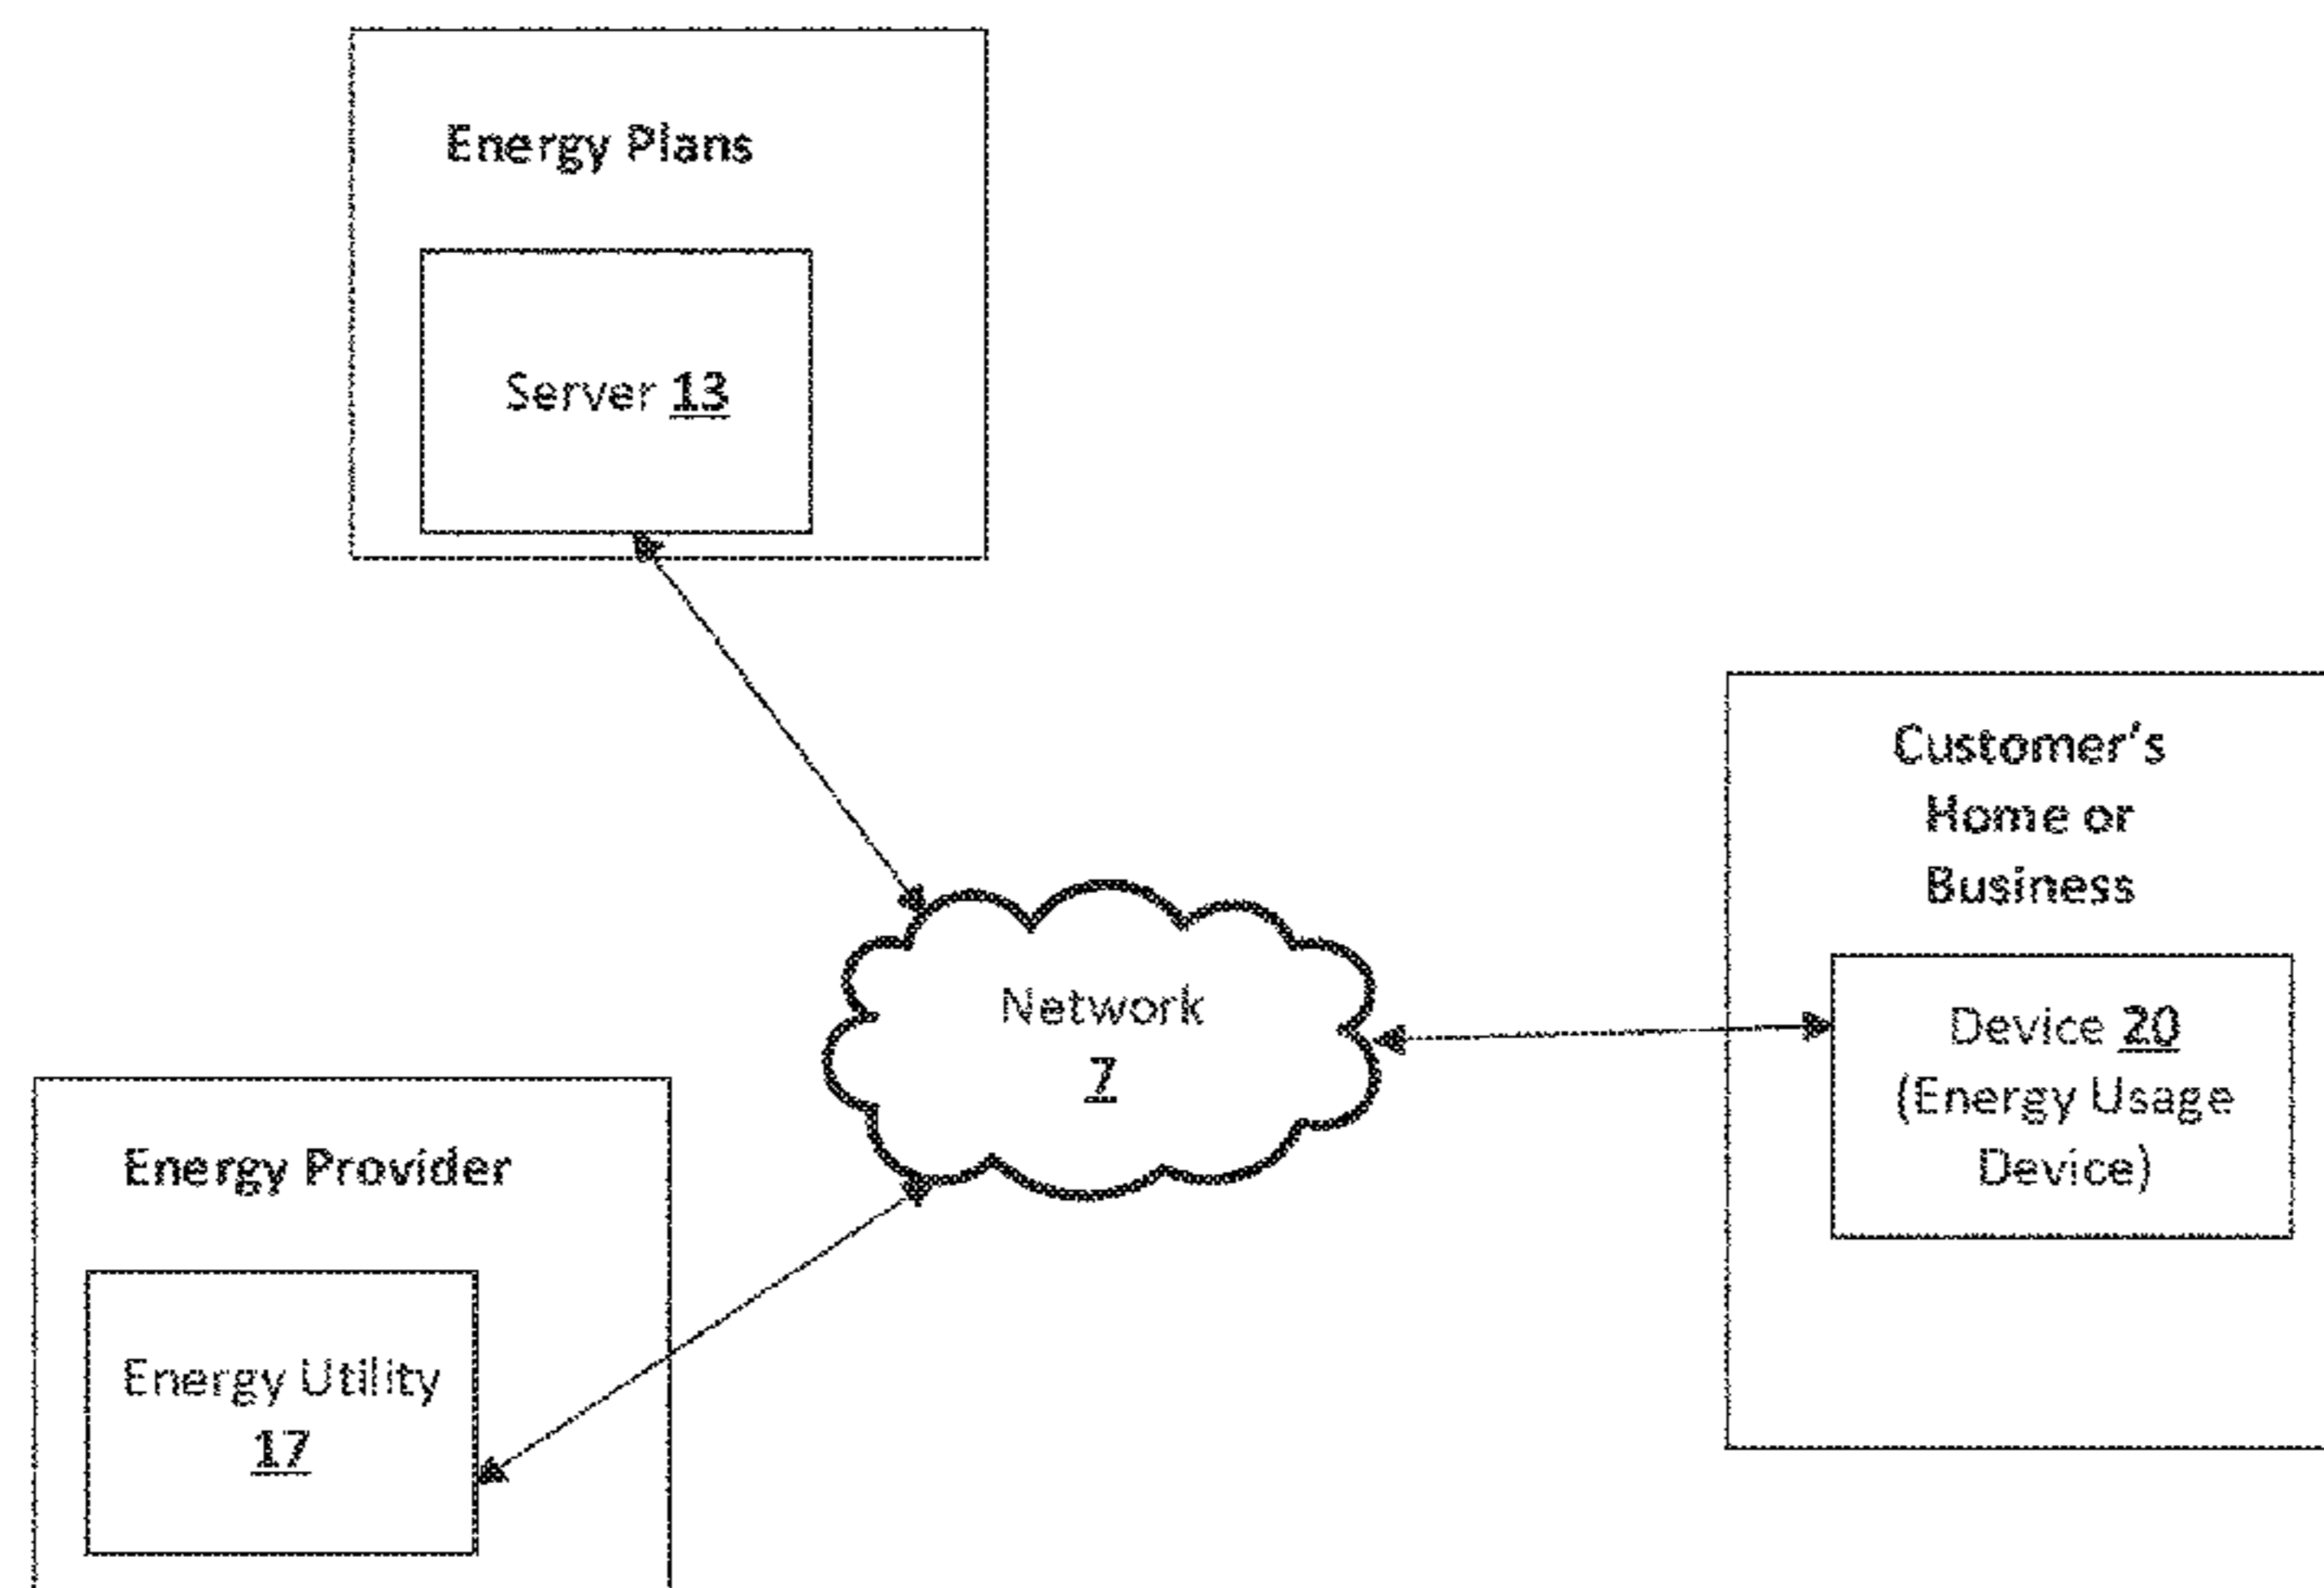 Energy Plans
Server 13
Customer's
Home or
Business
Network
7
Device 20
(Energy Usage
Device)
Energy Provider
Energy Utility
17